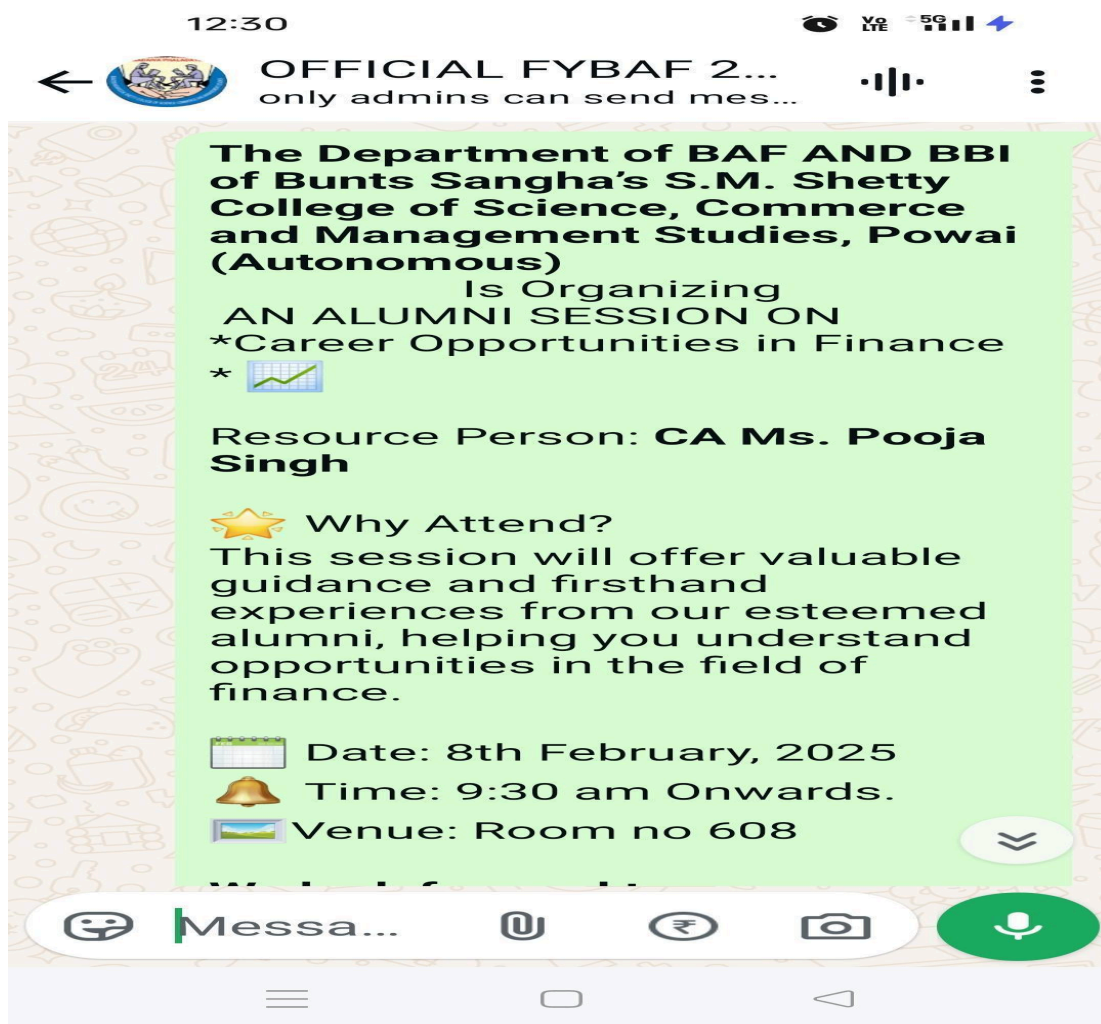 12:30
Vo LTE 5G
OFFICIAL FYBAF 2...
only admins can send mes...
The Department of BAF AND BBI
of Bunts Sangha's S.M. Shetty
College of Science, Commerce
and Management Studies, Powai
(Autonomous)
Is Organizing
AN ALUMNI SESSION ON
*Career Opportunities in Finance
*
Resource Person: CA Ms. Pooja
Singh
Why Attend?
This session will offer valuable
guidance and firsthand
experiences from our esteemed
alumni, helping you understand
opportunities in the field of
finance.
Date: 8th February, 2025
Time: 9:30 am Onwards.
Venue: Room no 608
Messa...